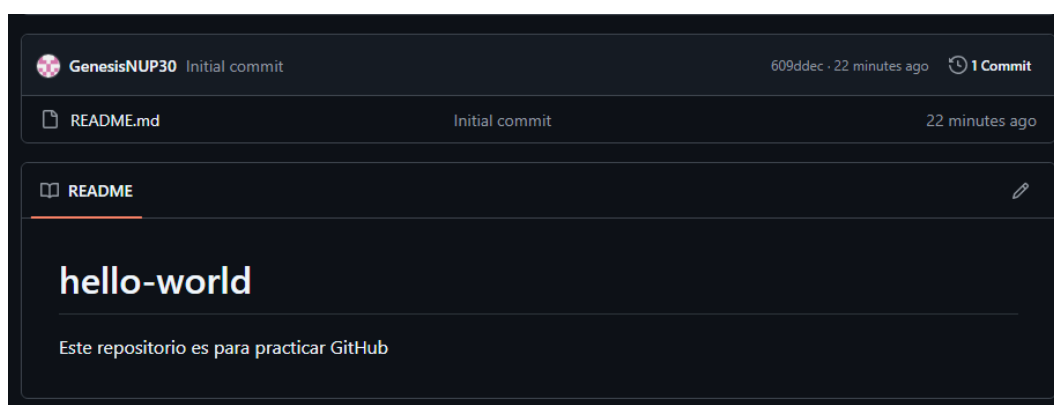 GenesisNUP30 Initial commit 609ddec · 22 minutes ago 1 Commit
README.md Initial commit 22 minutes ago
README
hello-world
Este repositorio es para practicar GitHub